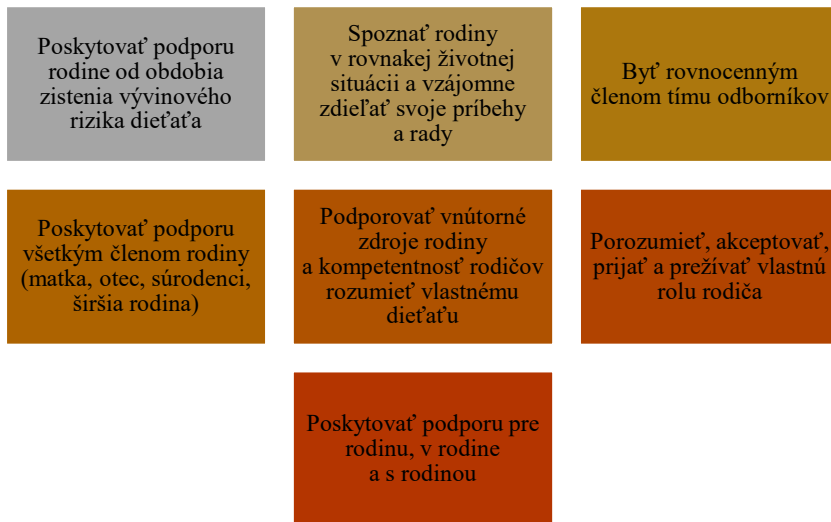 Poskytovať podporu
rodine od obdobia
zistenia vývinového
rizika dieťaťa
Spoznať rodiny
v rovnakej životnej
situácii a vzájomne
zdieľať svoje príbehy
a rady
Byť rovnocenným
členom tímu odborníkov
Poskytovať podporu
všetkým členom rodiny
(matka, otec, súrodenci,
širšia rodina)
Podporovať vnútorné
zdroje rodiny
a kompetentnosť rodičov
rozumieť vlastnému
dieťaťu
Porozumieť, akceptovať,
prijať a prežívať vlastnú
rolu rodiča
Poskytovať podporu pre
rodinu, v rodine
a s rodinou